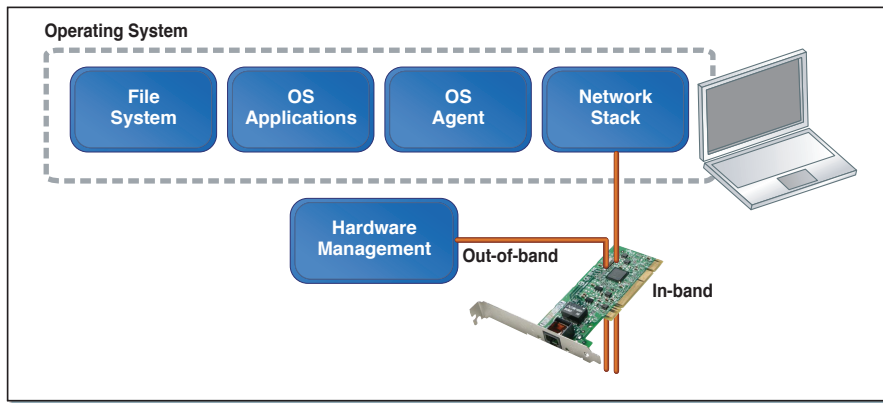 Operating System
File
System
OS
Applications
OS
Agent
Network
Stack
Hardware
Management
Out-of-band
In-band